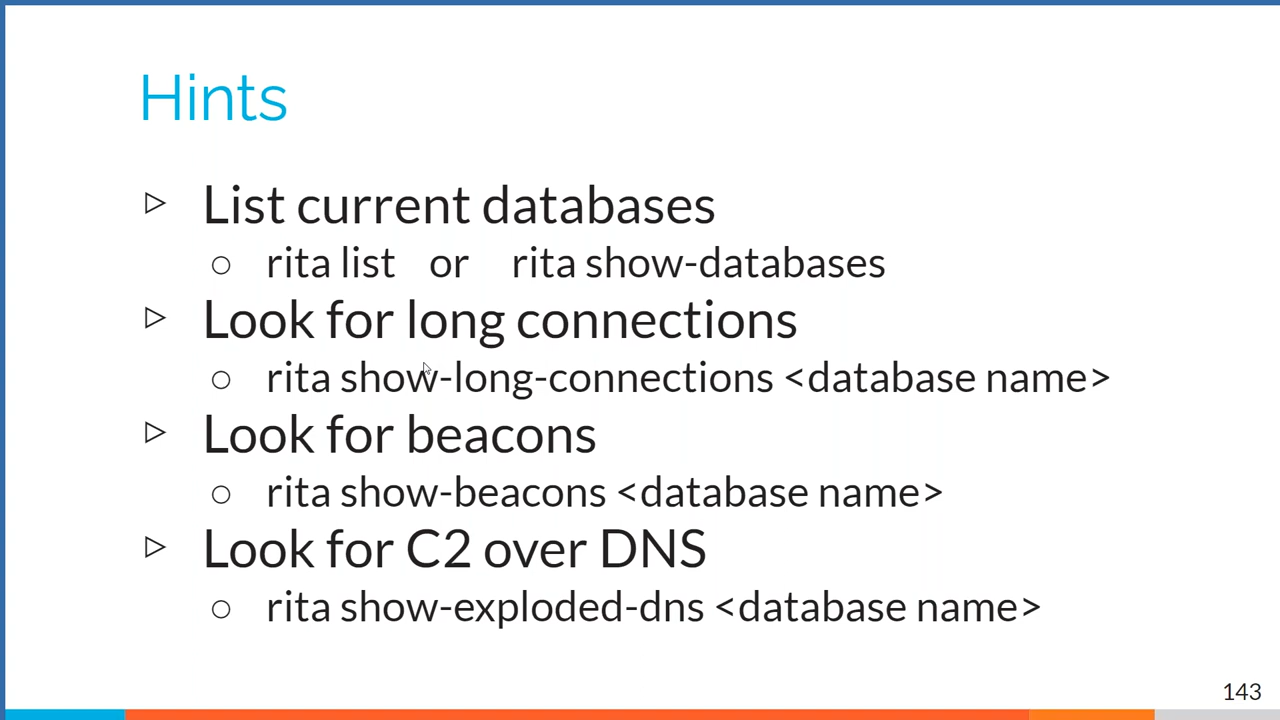 Hints
List current databases
rita list or rita show-databases
Look for long connections
rita show-long-connections <database name>
Look for beacons
rita show-beacons <database name>
Look for C2 over DNS
rita show-exploded-dns <database name>
143